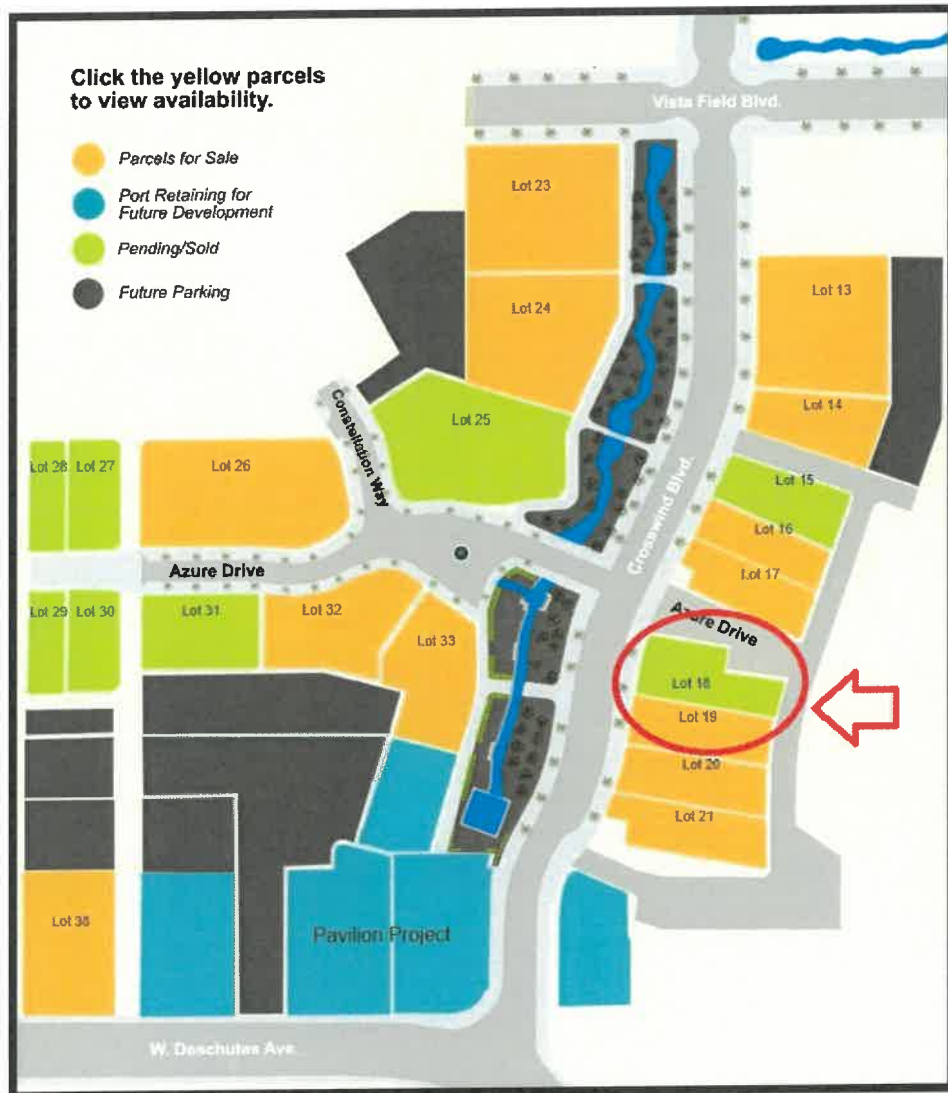 Click the yellow parcels
to view availability.
Parcels for Sale
Port Retaining for
Future Development
Pending/Sold
Future Parking
Vista Field Blvd.
Lot 23
Lot 24
Lot 13
Lot 14
Constellation Way
Lot 25
Crosswind Blvd.
Lot 15
Lot 28
Lot 27
Lot 26
Lot 16
Lot 17
Azure Drive
Azure Drive
Lot 29
Lot 30
Lot 31
Lot 32
Lot 33
Lot 18
Lot 19
Lot 20
Lot 21
Lot 38
Pavilion Project
W. Deschutes Ave.